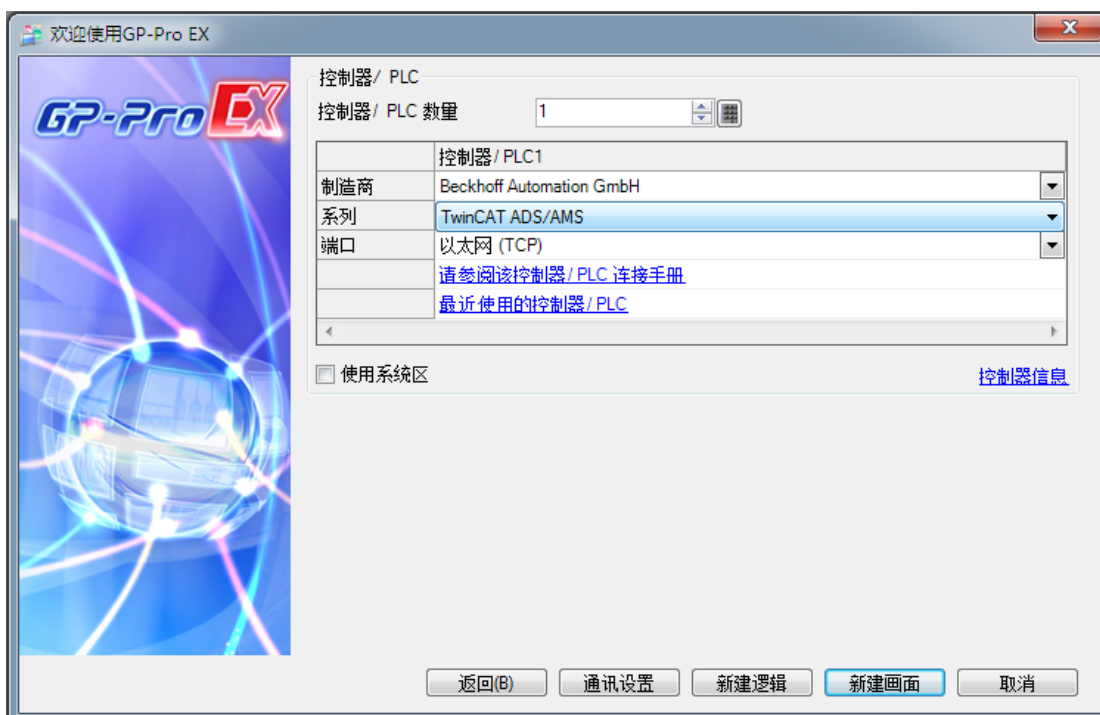 欢迎使用GP-Pro EX
GP-Pro EX
控制器/ PLC
控制器/ PLC 数量 1
控制器/ PLC1
制造商 Beckhoff Automation GmbH
系列 TwinCAT ADS/AMS
端口 以太网 (TCP)
请参阅该控制器/ PLC 连接手册
最近使用的控制器/ PLC
使用系统区 控制器信息
返回(B) 通讯设置 新建逻辑 新建画面 取消